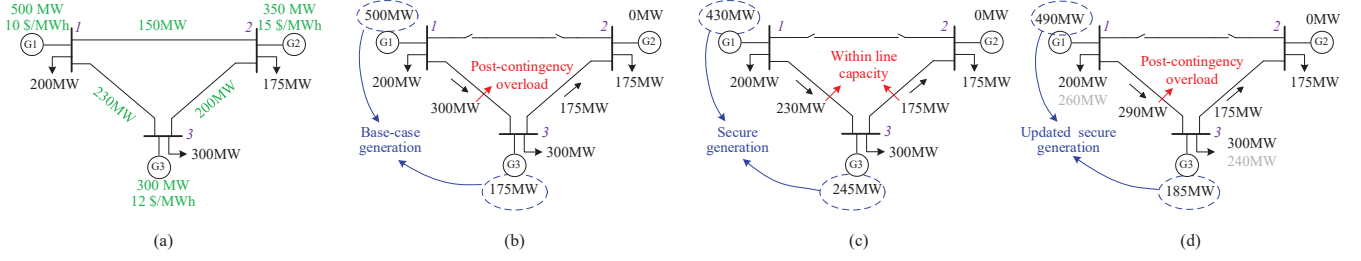 500 MW
10 $/MWh
1
150MW
2
350 MW
15 $/MWh
G1
G2
200MW
175MW
230MW
200MW
3
300MW
G3
300 MW
12 $/MWh
(a)
500MW
1
2
0MW
G1
G2
200MW
Post-contingency
overload
175MW
300MW
175MW
Base-case
generation
3
300MW
G3
175MW
(b)
430MW
1
2
0MW
G1
G2
200MW
Within line
capacity
175MW
230MW
175MW
Secure
generation
3
300MW
G3
245MW
(c)
490MW
1
2
0MW
G1
G2
200MW
260MW
Post-contingency
overload
175MW
290MW
175MW
Updated secure
generation
3
300MW
240MW
G3
185MW
(d)